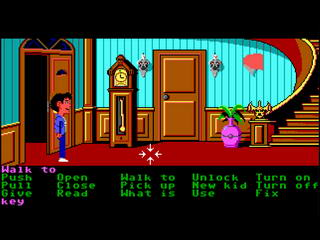 Walk to
Push Open Walk to Unlock Turn on
Pull Close Pick up New kid Turn off
Give Read What is Use Fix
key